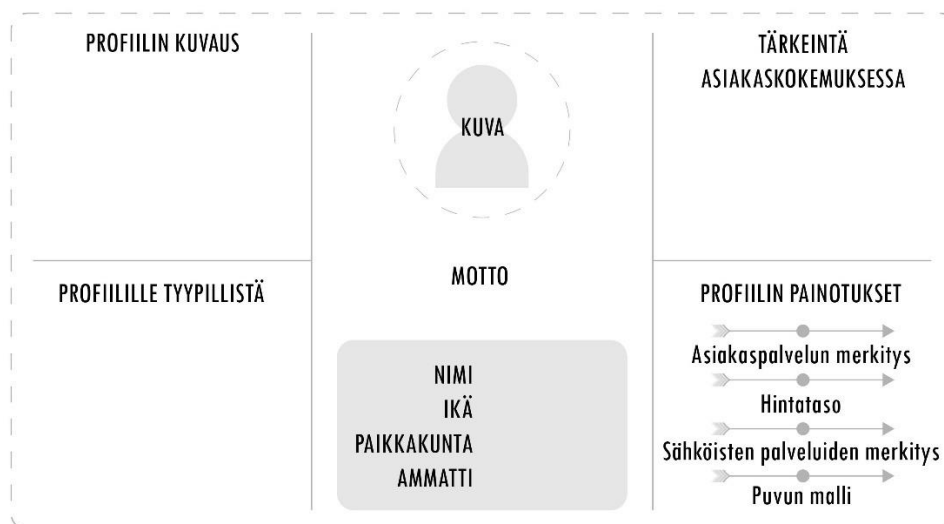 PROFIILIN KUVAUS
PROFIILILLE TYYPILLISTÄ
KUVA
MOTTO
NIMI
IKÄ
PAIKKAKUNTA
AMMATTI
TÄRKEINTÄ
ASIAKASKOKEMUKSESSA
PROFIILIN PAINOTUKSET
Asiakaspalvelun merkitys
Hintataso
Sähköisten palveluiden merkitys
Puvun malli